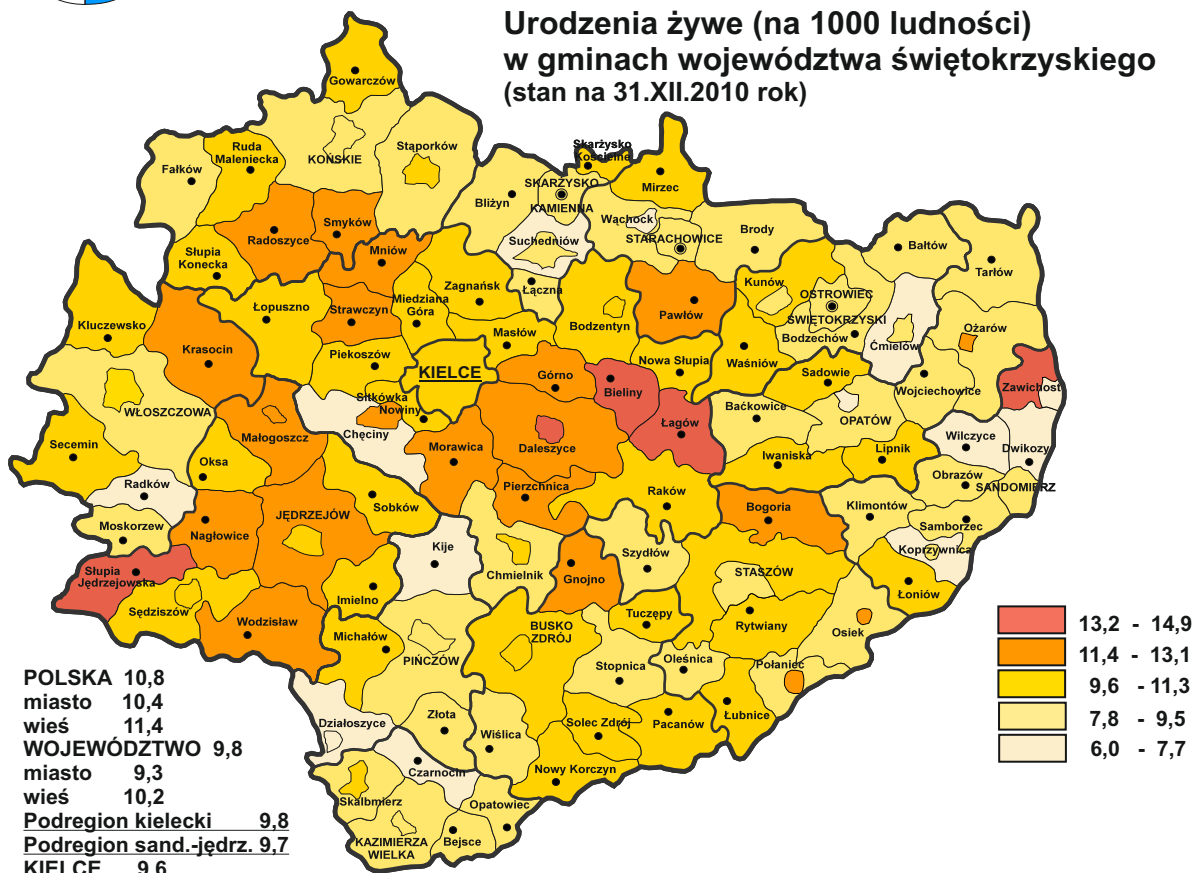 Urodzenia żywe (na 1000 ludności)
w gminach województwa świętokrzyskiego
(stan na 31.XII.2010 rok)
Gowarczów
Ruda
Maleniecka
KOŃSKIE
Stąporków
Fałków
Skarżysko
Kościelne
Mirzec
SKARŻYSKO
KAMIENNA
Bliżyn
Wąchock
STARACHOWICE
Brody
Radoszyce
Smyków
Mniów
Suchedniów
Bałtów
Tarłów
Słupia
Konecka
Zagnańsk
Łączna
Kunów
OSTROWIEC
ŚWIĘTOKRZYSKI
Bodzechów
Ćmielów
Ożarów
Kluczewsko
Łopuszno
Strawczyn
Miedziana
Góra
Masłów
Bodzentyn
Pawłów
Krasocin
Piekoszów
KIELCE
Górno
Bieliny
Nowa Słupia
Waśniów
Sadowie
Wojciechowice
Zawichost
WŁOSZCZOWA
Sitkówka
Nowiny
Chęciny
Łagów
Baćkowice
OPATÓW
Małogoszcz
Morawica
Daleszyce
Wilczyce
Dwikozy
Secemin
Oksa
Iwaniska
Lipnik
Radków
Pierzchnica
Raków
Obrazów
SANDOMIERZ
Sobków
Bogoria
Klimontów
Samborzec
Moskorzew
Nagłowice
JĘDRZEJÓW
Kije
Chmielnik
Szydłów
Koprzywnica
Słupia
Jędrzejowska
Gnojno
STASZÓW
Łoniów
Sędziszów
Imielno
Tuczępy
Rytwiany
Wodzisław
Michałów
BUSKO
ZDRÓJ
Osiek
PIŃCZÓW
Stopnica
Oleśnica
Połaniec
Działoszyce
Złota
Wiślica
Solec Zdrój
Pacanów
Łubnice
Czarnocin
Nowy Korczyn
Skalbmierz
Opatowiec
KAZIMIERZA
WIELKA
Bejsce
13,2 - 14,9
11,4 - 13,1
9,6 - 11,3
7,8 - 9,5
6,0 - 7,7
POLSKA 10,8
miasto 10,4
wieś 11,4
WOJEWÓDZTWO 9,8
miasto 9,3
wieś 10,2
Podregion kielecki 9,8
Podregion sand.-jędrz. 9,7
KIELCE 9,6